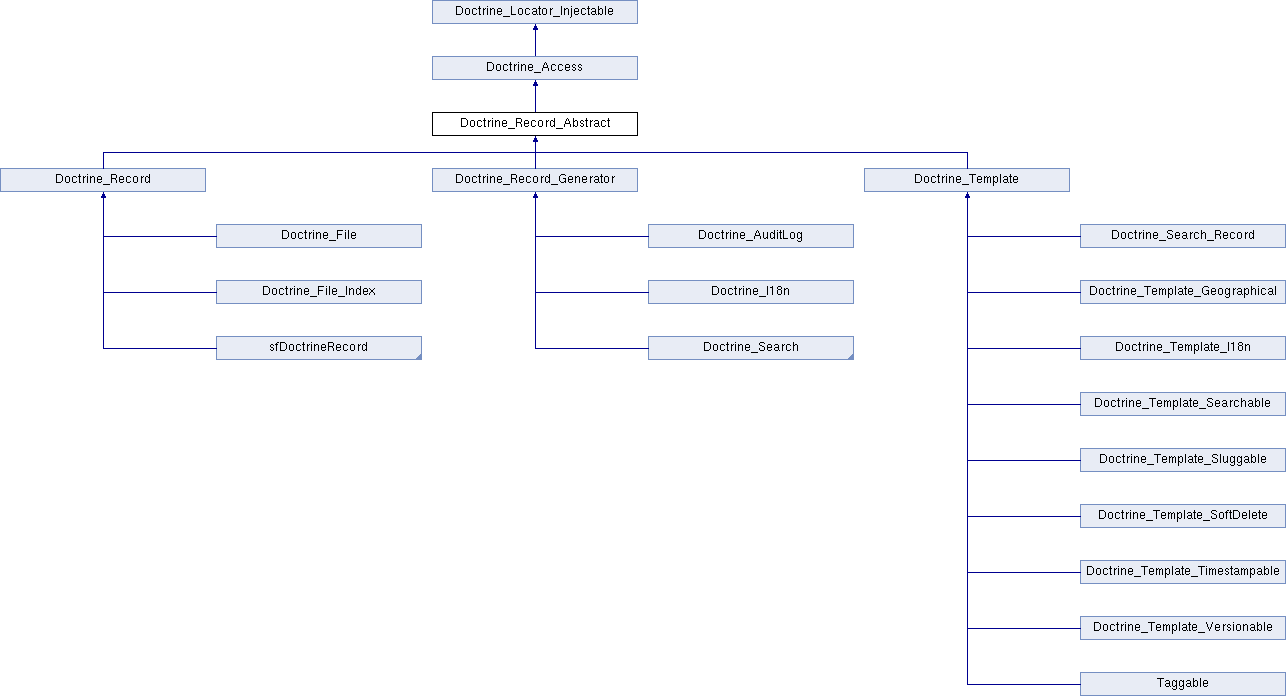 Doctrine_Locator_Injectable
Doctrine_Access
Doctrine_Record_Abstract
Doctrine_Record
Doctrine_Record_Generator
Doctrine_Template
Doctrine_File
Doctrine_AuditLog
Doctrine_Search_Record
Doctrine_File_Index
Doctrine_I18n
Doctrine_Template_Geographical
sfDoctrineRecord
Doctrine_Search
Doctrine_Template_I18n
Doctrine_Template_Searchable
Doctrine_Template_Sluggable
Doctrine_Template_SoftDelete
Doctrine_Template_Timestampable
Doctrine_Template_Versionable
Taggable